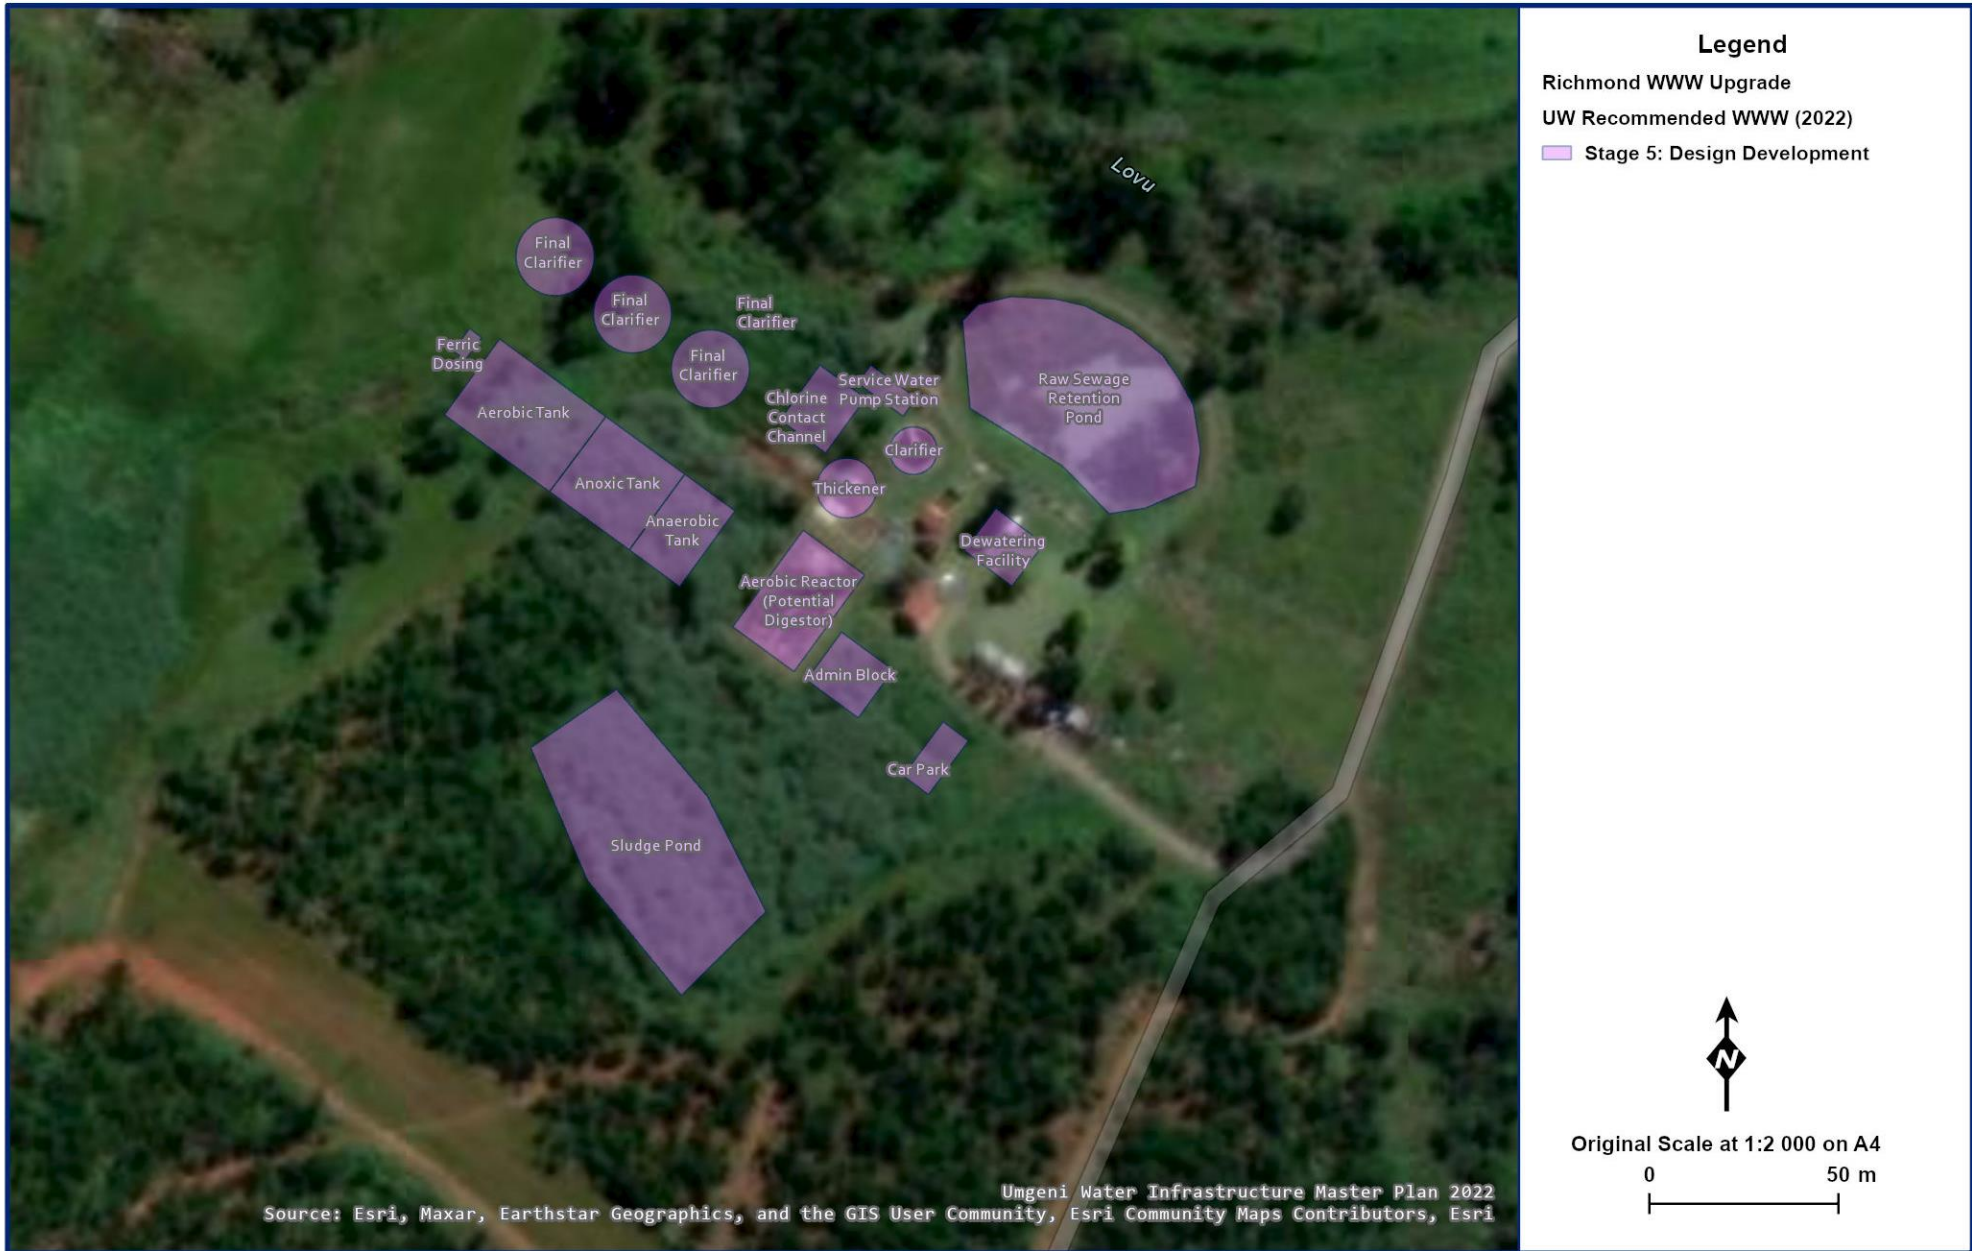 Legend
Richmond WWW Upgrade
UW Recommended WWW (2022)
Stage 5: Design Development
Lovu
Final
Clarifier
Final
Clarifier
Final
Clarifier
Final
Clarifier
Ferric
Dosing
Aerobic Tank
Anoxic Tank
Anaerobic
Tank
Chlorine
Contact
Channel
Service Water
Pump Station
Clarifier
Thickener
Raw Sewage
Retention
Pond
Dewatering
Facility
Aerobic Reactor
(Potential
Digestor)
Admin Block
Car Park
Sludge Pond
N
Original Scale at 1:2 000 on A4
0 50 m
Umgeni Water Infrastructure Master Plan 2022
Source: Esri, Maxar, Earthstar Geographics, and the GIS User Community, Esri Community Maps Contributors, Esri